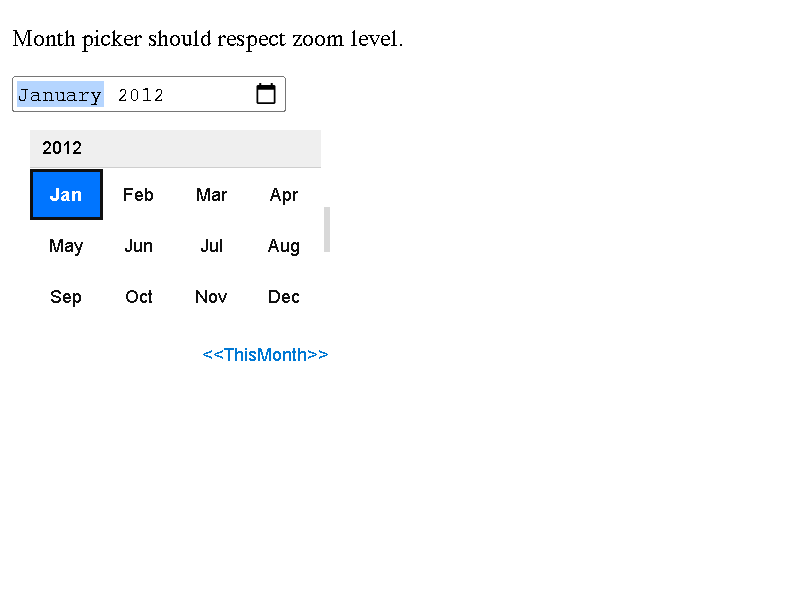 Month picker should respect zoom level.
January 2012
2012
Jan Feb Mar Apr
May Jun Jul Aug
Sep Oct Nov Dec
<<ThisMonth>>